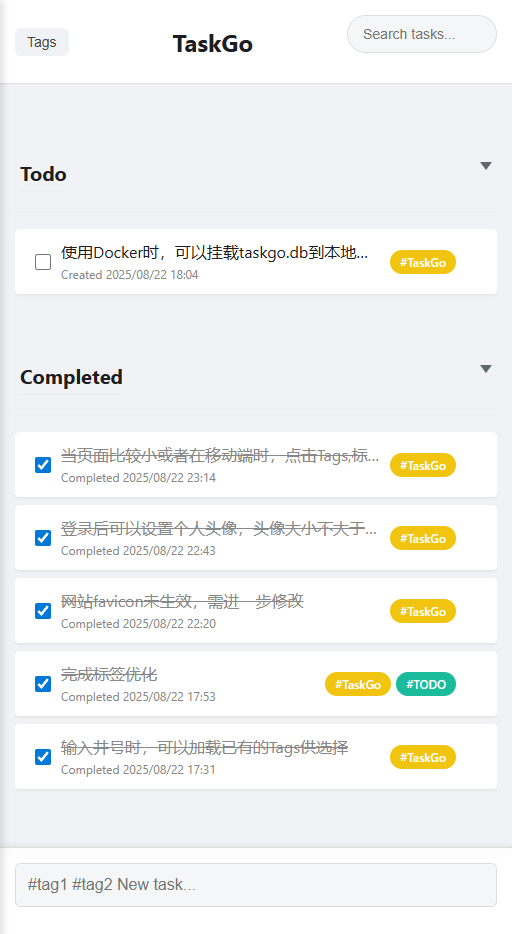 Tags
TaskGo
Search tasks...
Todo
使用Docker时，可以挂载taskgo.db到本地...
Created 2025/08/22 18:04
#TaskGo
Completed
当页面比较小或者在移动端时，点击Tags,标...
Completed 2025/08/22 23:14
#TaskGo
登录后可以设置个人头像，头像大小不大于...
Completed 2025/08/22 22:43
#TaskGo
网站favicon未生效，需进一步修改
Completed 2025/08/22 22:20
#TaskGo
完成标签优化
Completed 2025/08/22 17:53
#TaskGo #TODO
输入井号时，可以加载已有的Tags供选择
Completed 2025/08/22 17:31
#TaskGo
#tag1 #tag2 New task...